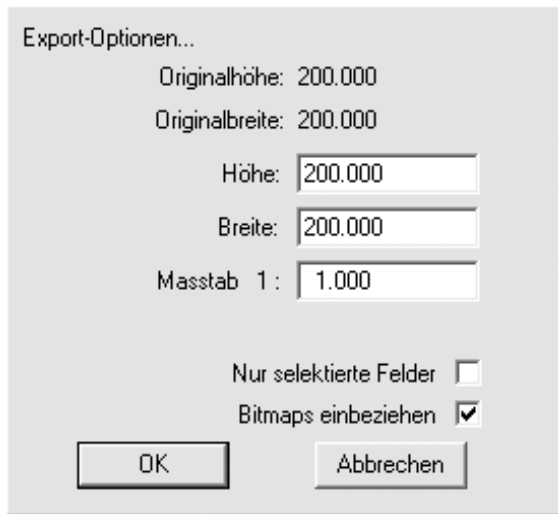 Export-Optionen...
Originalhöhe: 200.000
Originalbreite: 200.000
Höhe: 200.000
Breite: 200.000
Masstab 1 : 1.000
Nur selektierte Felder
Bitmaps einbeziehen
OK Abbrechen